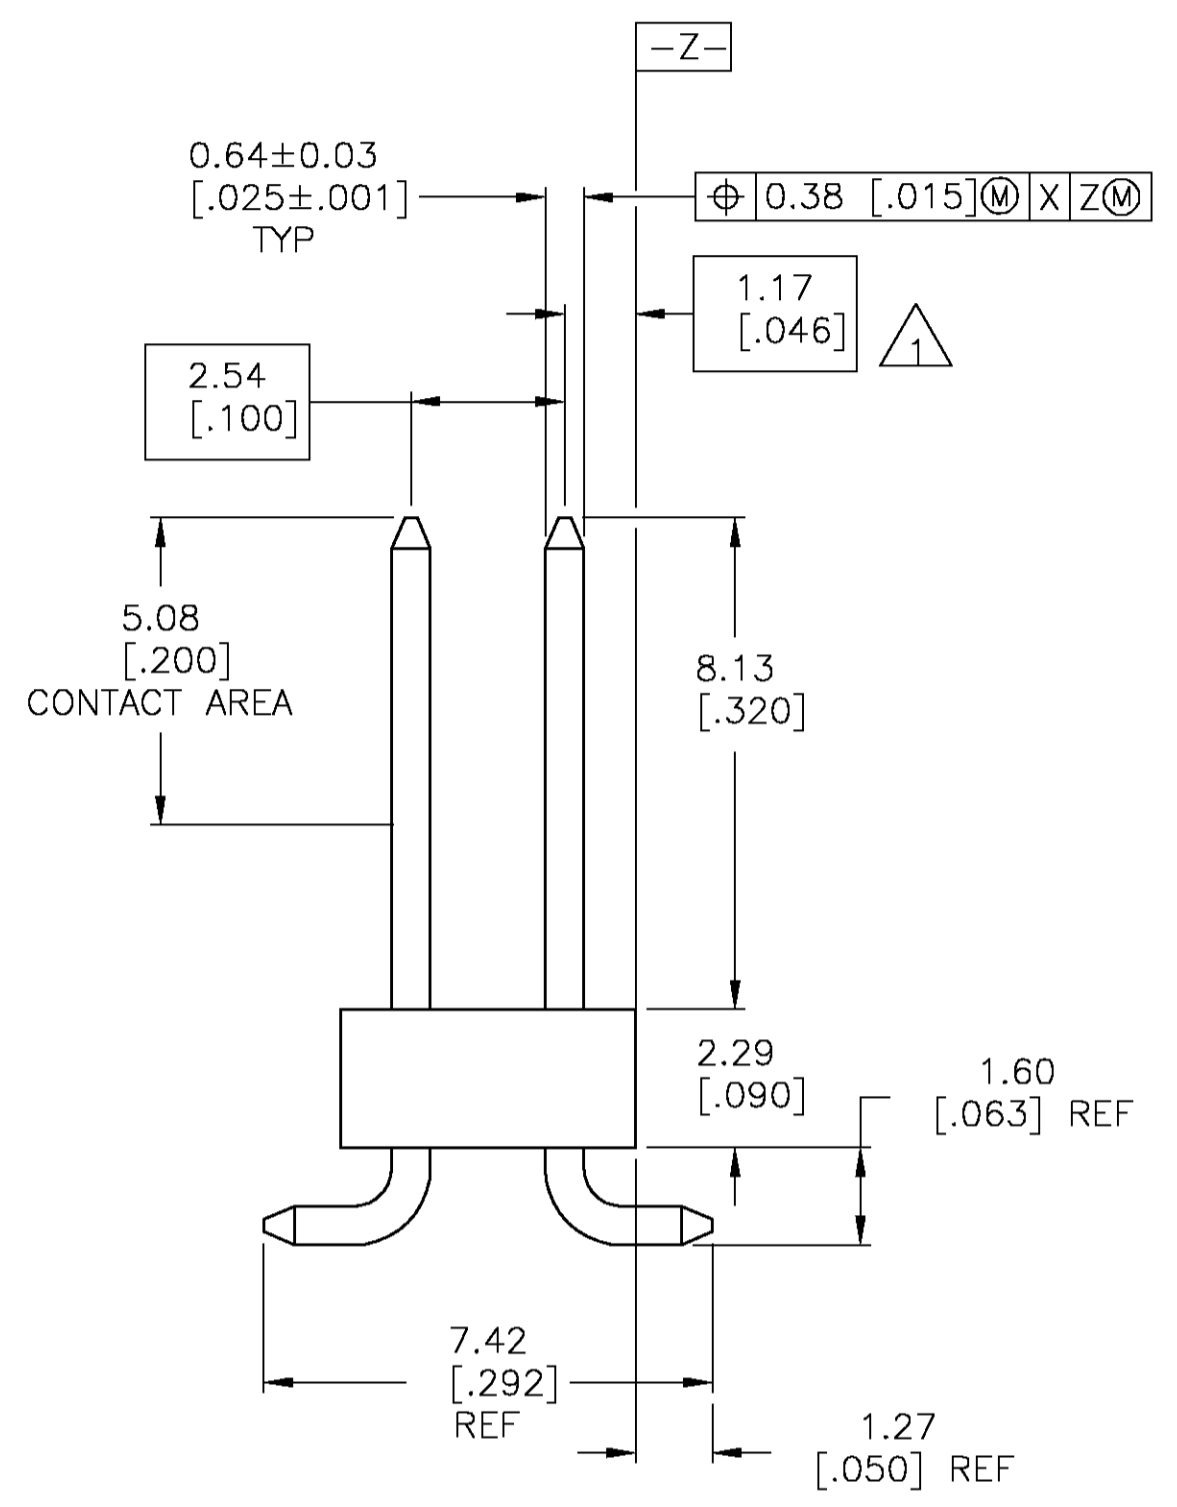 -Z-
0.64±0.03
[.025±.001]
TYP
⌖ 0.38 [.015]Ⓜ X ZⓂ
1.17
[.046]
1
2.54
[.100]
5.08
[.200]
CONTACT AREA
8.13
[.320]
2.29
[.090]
1.60
[.063] REF
7.42
[.292]
REF
1.27
[.050] REF